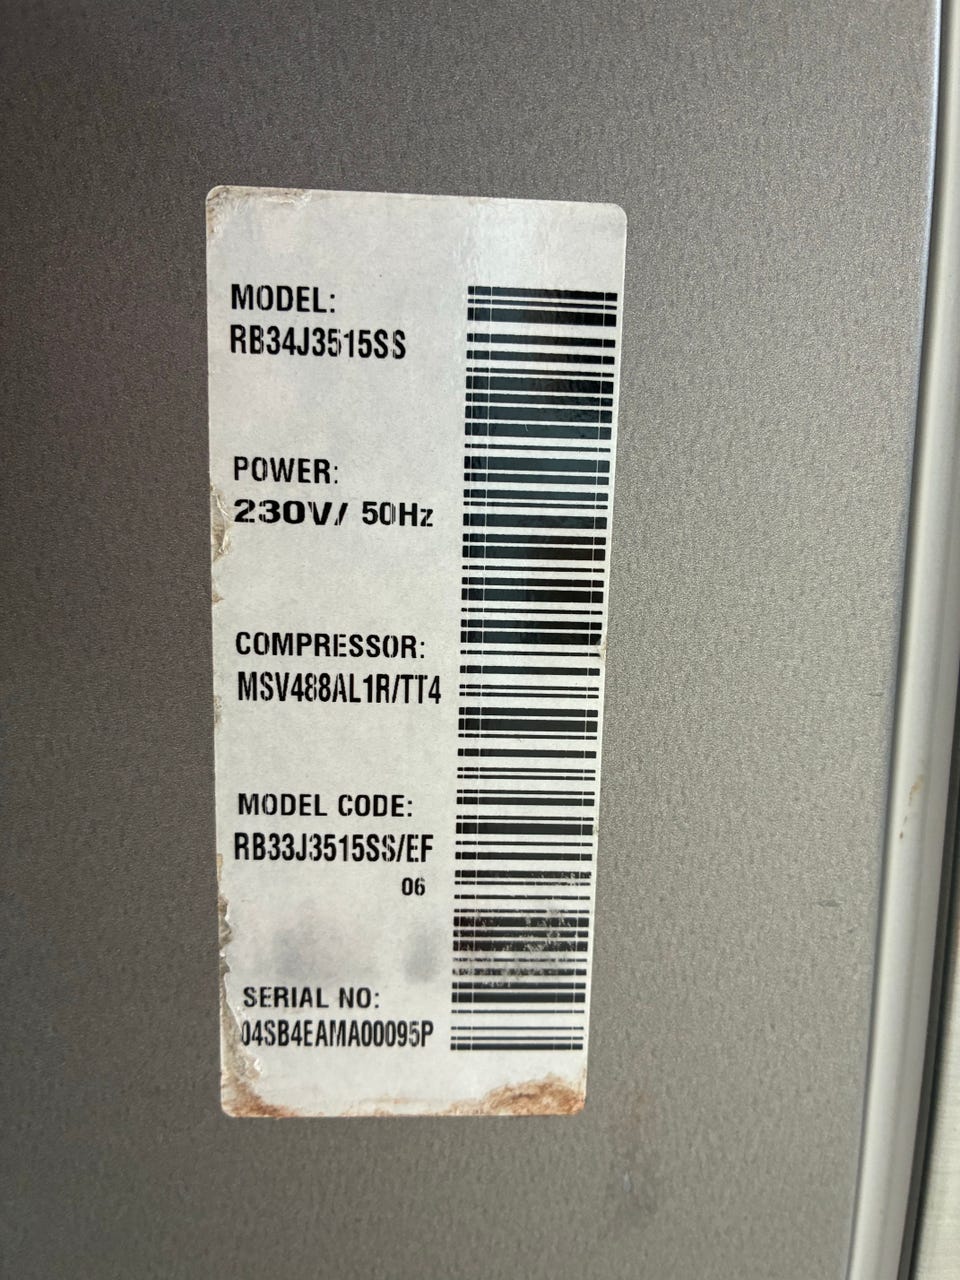 MODEL:
RB34J3515SS
POWER:
230V/ 50Hz
COMPRESSOR:
MSV488AL1R/TT4
MODEL CODE:
RB33J3515SS/EF
06
SERIAL NO:
04SB4EAMA00095P